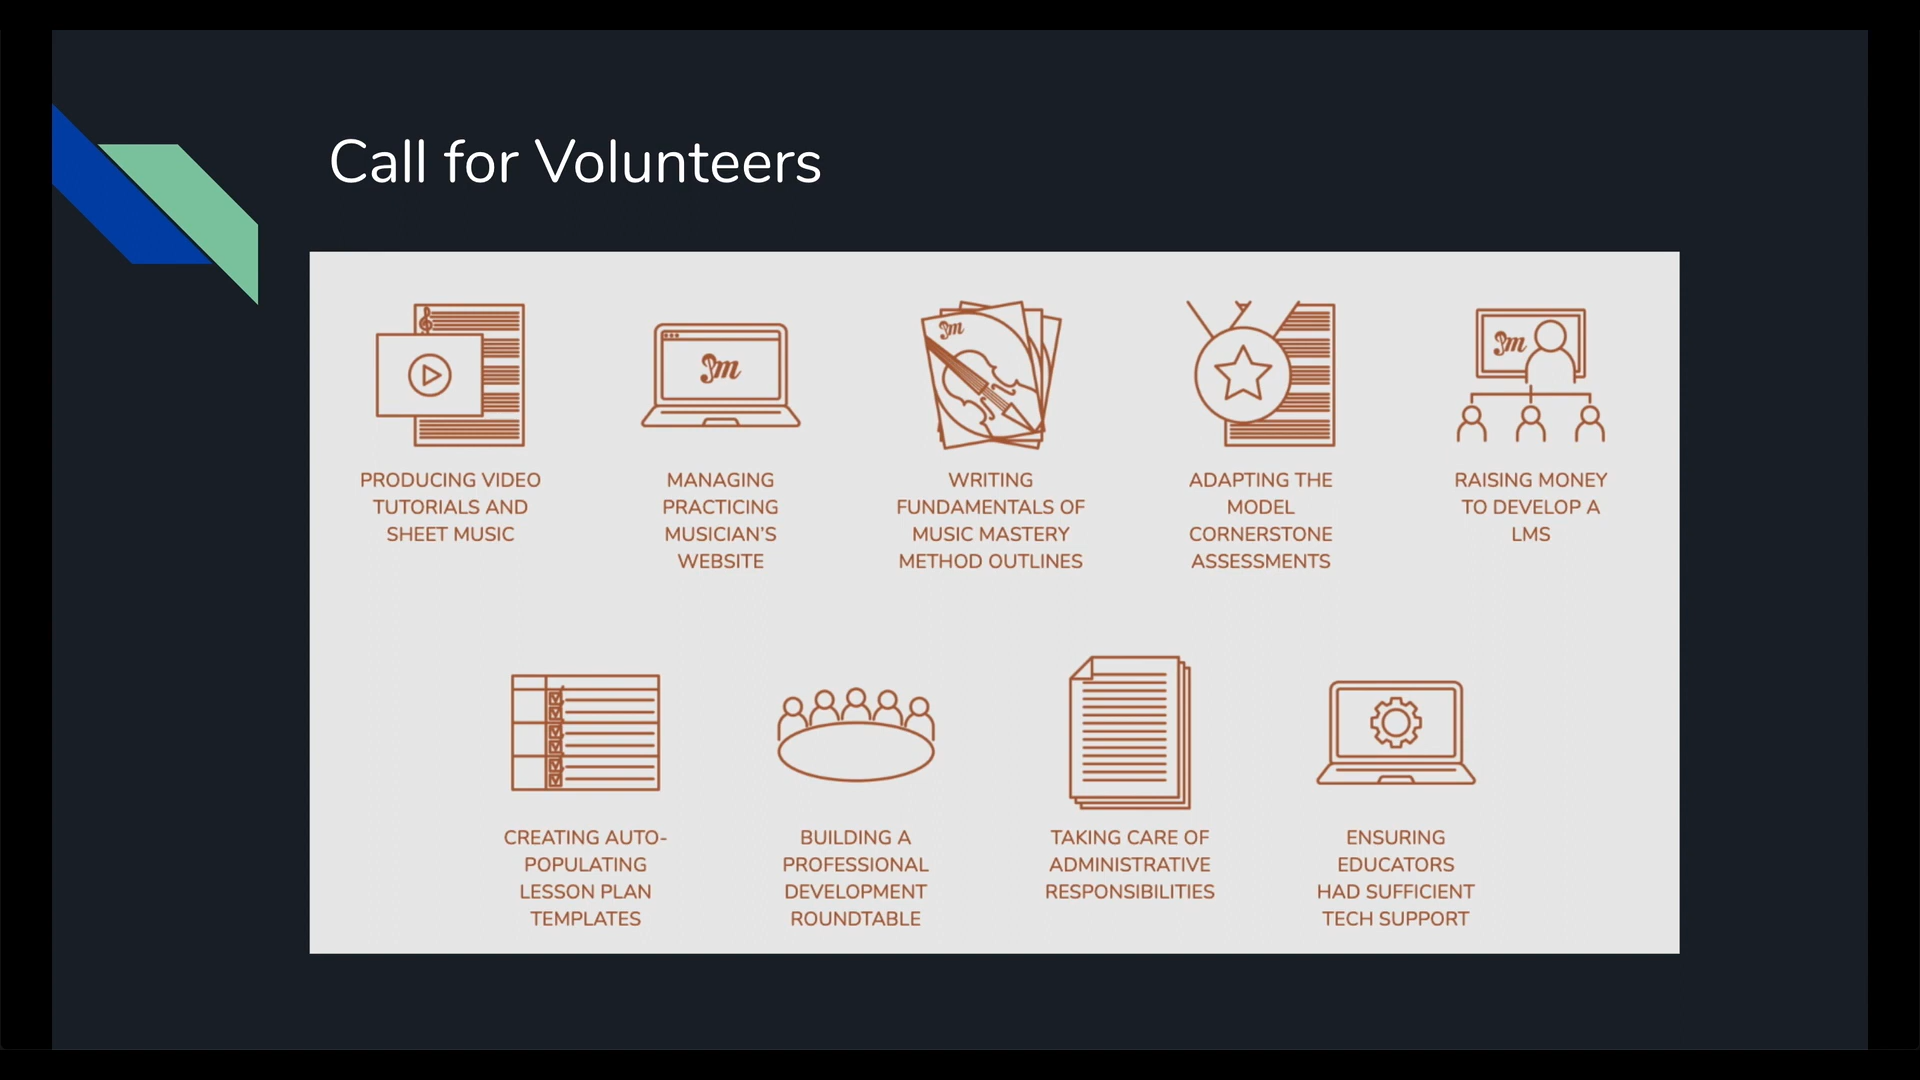 Call for Volunteers
PRODUCING VIDEO
TUTORIALS AND
SHEET MUSIC
MANAGING
PRACTICING
MUSICIAN'S
WEBSITE
WRITING
FUNDAMENTALS OF
MUSIC MASTERY
METHOD OUTLINES
ADAPTING THE
MODEL
CORNERSTONE
ASSESSMENTS
RAISING MONEY
TO DEVELOP A
LMS
CREATING AUTO-
POPULATING
LESSON PLAN
TEMPLATES
BUILDING A
PROFESSIONAL
DEVELOPMENT
ROUNDTABLE
TAKING CARE OF
ADMINISTRATIVE
RESPONSIBILITIES
ENSURING
EDUCATORS
HAD SUFFICIENT
TECH SUPPORT